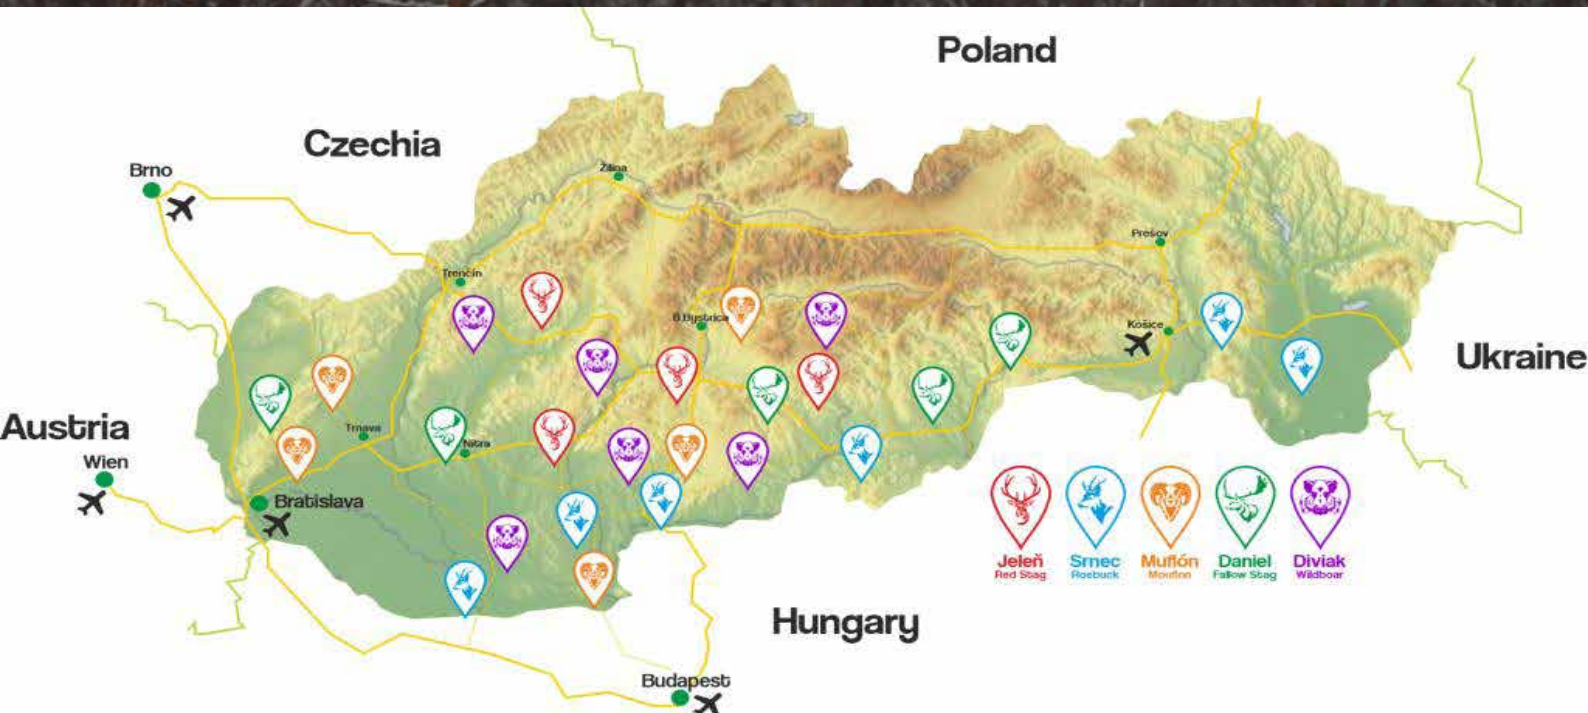 Poland
Czechia
Brno
Žilina
Prešov
Trenčín
B.Bystrica
Košice
Ukraine
Austria
Trnava
Nitra
Wien
Bratislava
Jeleň
Red Stag
Srnec
Roebuck
Muflón
Mouflon
Daniel
Fallow Stag
Diviak
Wildboar
Hungary
Budapest